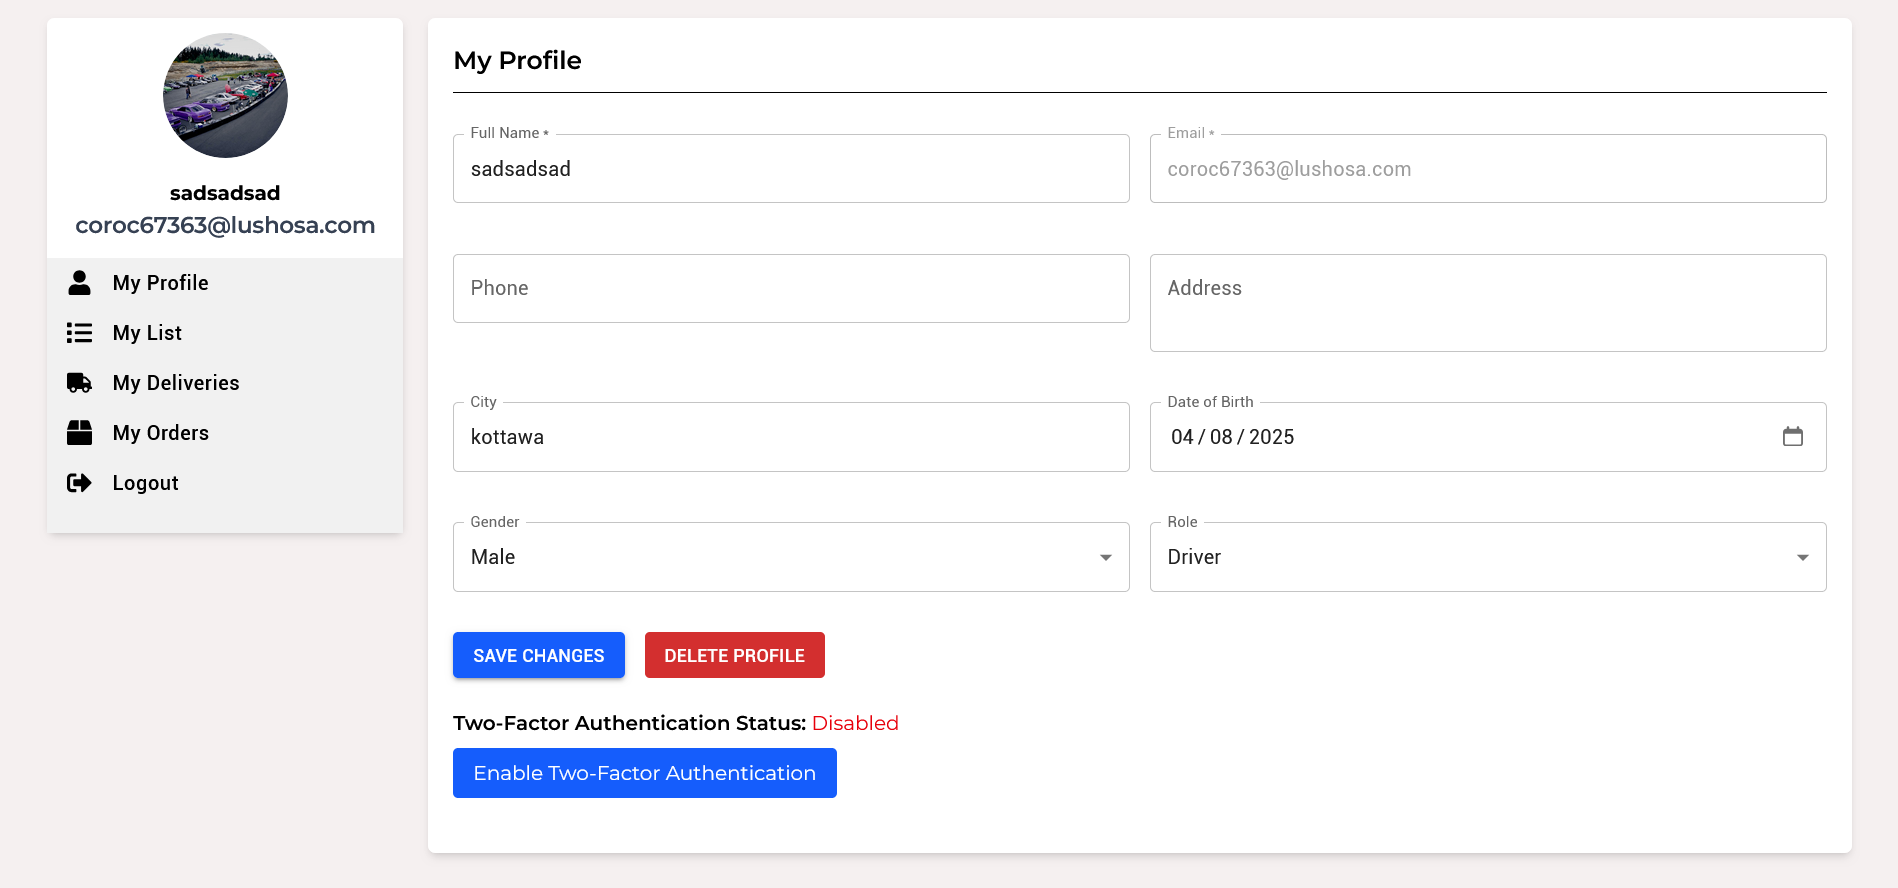 sadsadsad
coroc67363@lushosa.com
My Profile
My List
My Deliveries
My Orders
Logout
My Profile
Full Name *
sadsadsad
Email *
coroc67363@lushosa.com
Phone
Address
City
kottawa
Date of Birth
04 / 08 / 2025
Gender
Male
Role
Driver
SAVE CHANGES
DELETE PROFILE
Two-Factor Authentication Status: Disabled
Enable Two-Factor Authentication